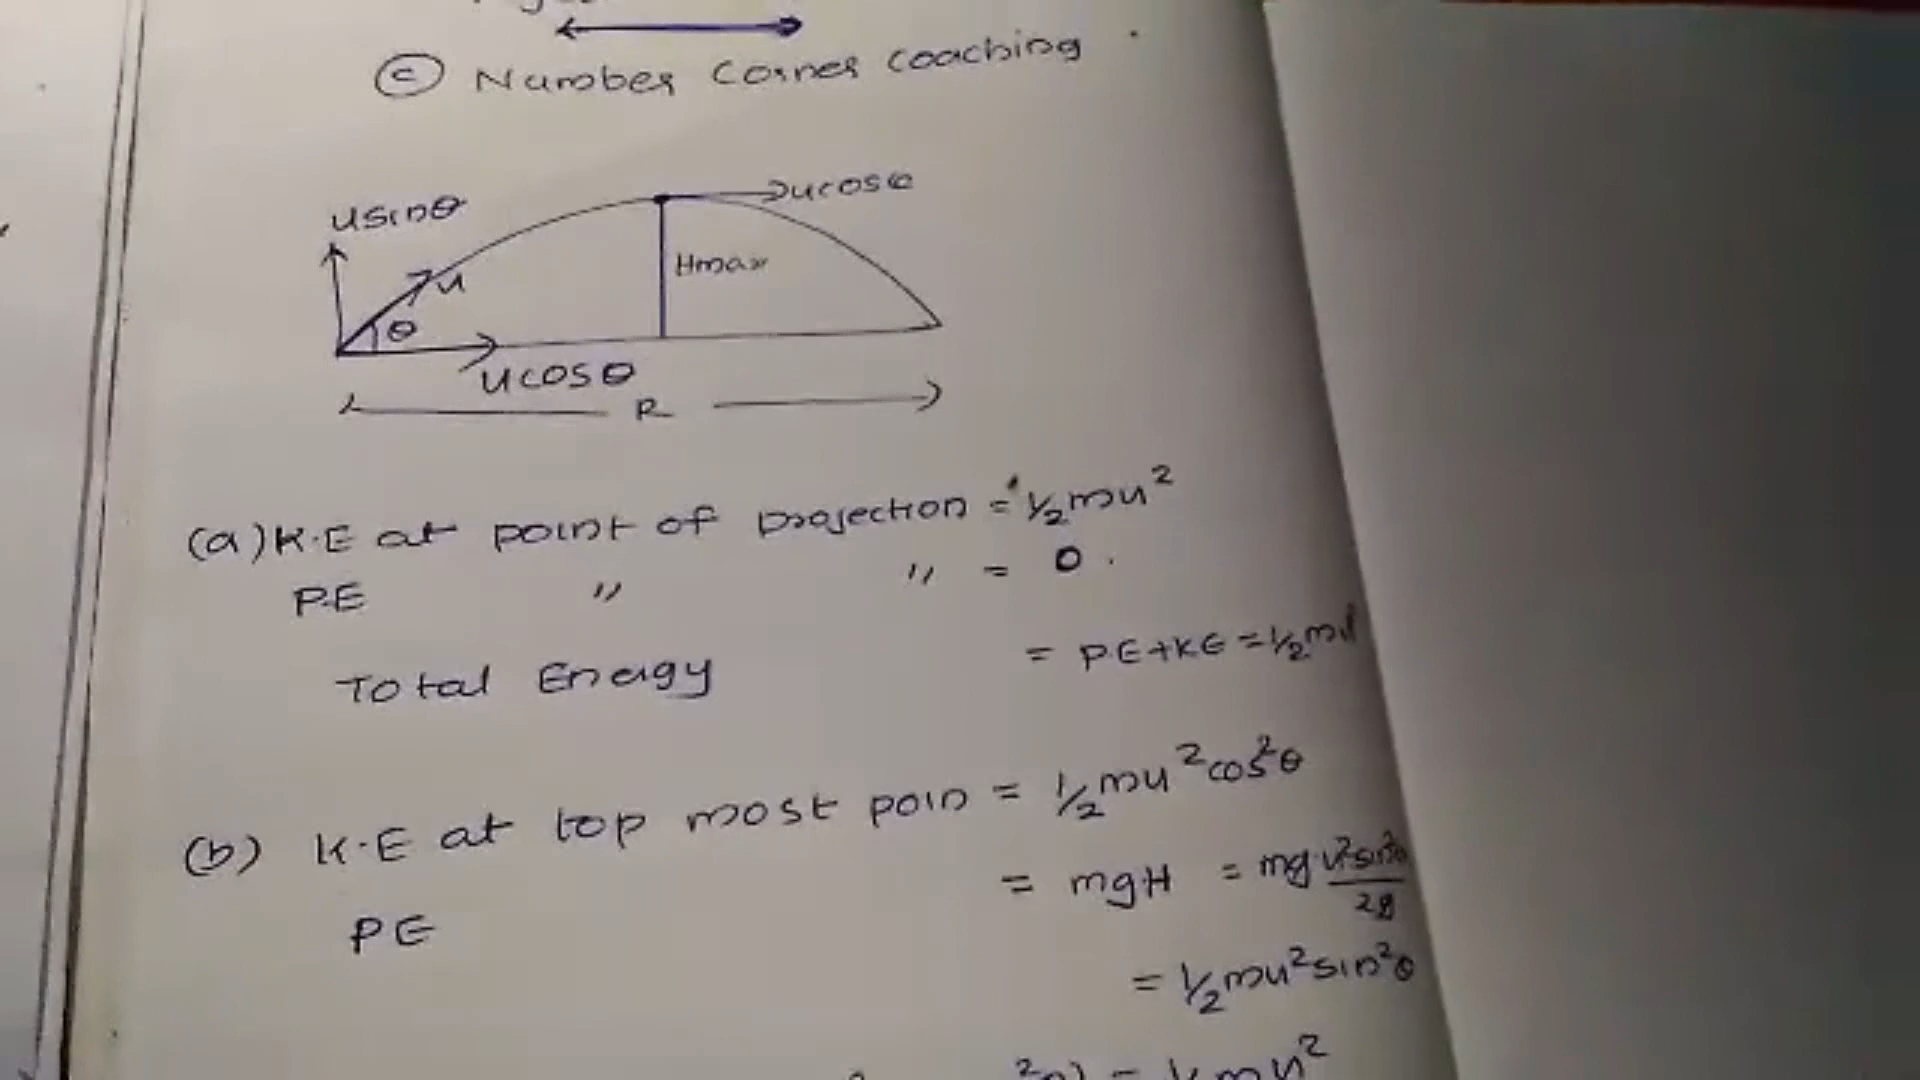 © Number Corner coaching
usinθ
ucosθ
Hmax
u
θ
ucosθ
R
(a) K.E at point of projection = ½mu²
P.E " " = 0.
Total Energy = PE+KE = ½mu²
(b) K.E at top most poin = ½mu²cos²θ
PE = mgH = mg u²sin²θ/2g
= ½mu²sin²θ